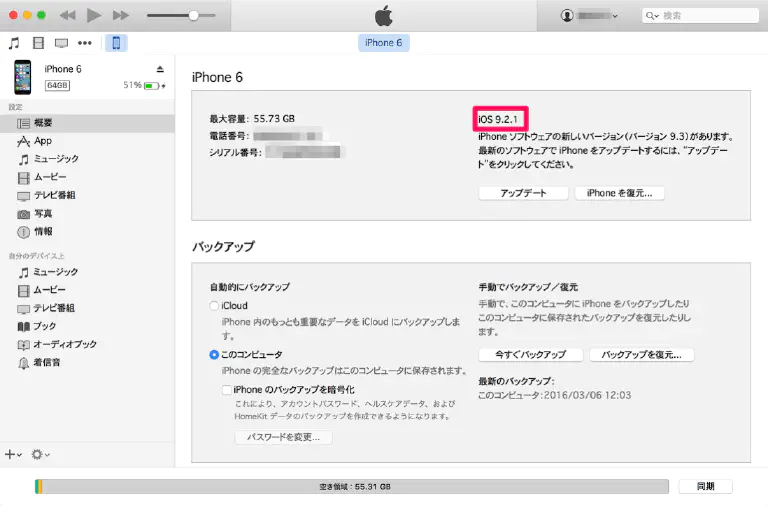 検索
iPhone 6
iPhone 6
64GB
51%
設定
概要
App
ミュージック
ムービー
テレビ番組
写真
情報
自分のデバイス上
ミュージック
ムービー
テレビ番組
ブック
オーディオブック
着信音
iPhone 6
最大容量：55.73 GB
電話番号：
シリアル番号：
iOS 9.2.1
iPhone ソフトウェアの新しいバージョン（バージョン 9.3）があります。
最新のソフトウェアで iPhone をアップデートするには、"アップデー
ト"をクリックしてください。
アップデート
iPhone を復元...
バックアップ
自動的にバックアップ
iCloud
iPhone 内のもっとも重要なデータを iCloud にバックアップしま
す。
このコンピュータ
iPhone の完全なバックアップはこのコンピュータに保存されます。
iPhone のバックアップを暗号化
これにより、アカウントパスワード、ヘルスケアデータ、および
HomeKit データのバックアップを作成できるようになります。
パスワードを変更...
手動でバックアップ／復元
手動で、このコンピュータに iPhone をバックアップしたり
このコンピュータに保存されたバックアップを復元したりし
ます。
今すぐバックアップ
バックアップを復元...
最新のバックアップ：
このコンピュータ：2016/03/06 12:03
空き領域：55.31 GB
同期